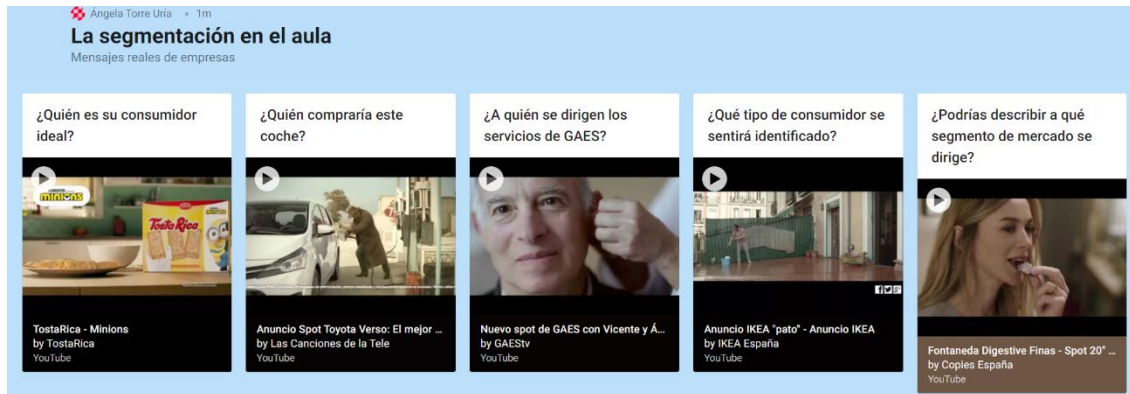 Ángela Torre Uría • 1m
La segmentación en el aula
Mensajes reales de empresas
¿Quién es su consumidor
ideal?
minions
TostaRica
TostaRica - Minions
by TostaRica
YouTube
¿Quién compraría este
coche?
Anuncio Spot Toyota Verso: El mejor ...
by Las Canciones de la Tele
YouTube
¿A quién se dirigen los
servicios de GAES?
Nuevo spot de GAES con Vicente y Á...
by GAEStv
YouTube
¿Qué tipo de consumidor se
sentirá identificado?
Anuncio IKEA "pato" - Anuncio IKEA
by IKEA España
YouTube
¿Podrías describir a qué
segmento de mercado se
dirige?
Fontaneda Digestive Finas - Spot 20" ...
by Copies España
YouTube